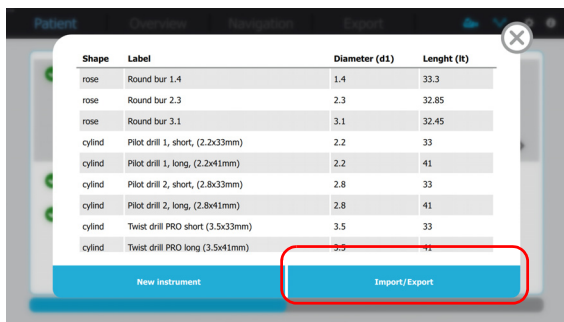 Patient Overview Navigation Export
Shape Label Diameter (d1) Lenght (lt)
rose Round bur 1.4 1.4 33.3
rose Round bur 2.3 2.3 32.85
rose Round bur 3.1 3.1 32.45
cylind Pilot drill 1, short, (2.2x33mm) 2.2 33
cylind Pilot drill 1, long, (2.2x41mm) 2.2 41
cylind Pilot drill 2, short, (2.8x33mm) 2.8 33
cylind Pilot drill 2, long, (2.8x41mm) 2.8 41
cylind Twist drill PRO short (3.5x33mm) 3.5 33
cylind Twist drill PRO long (3.5x41mm) 3.5 41
New instrument Import/Export